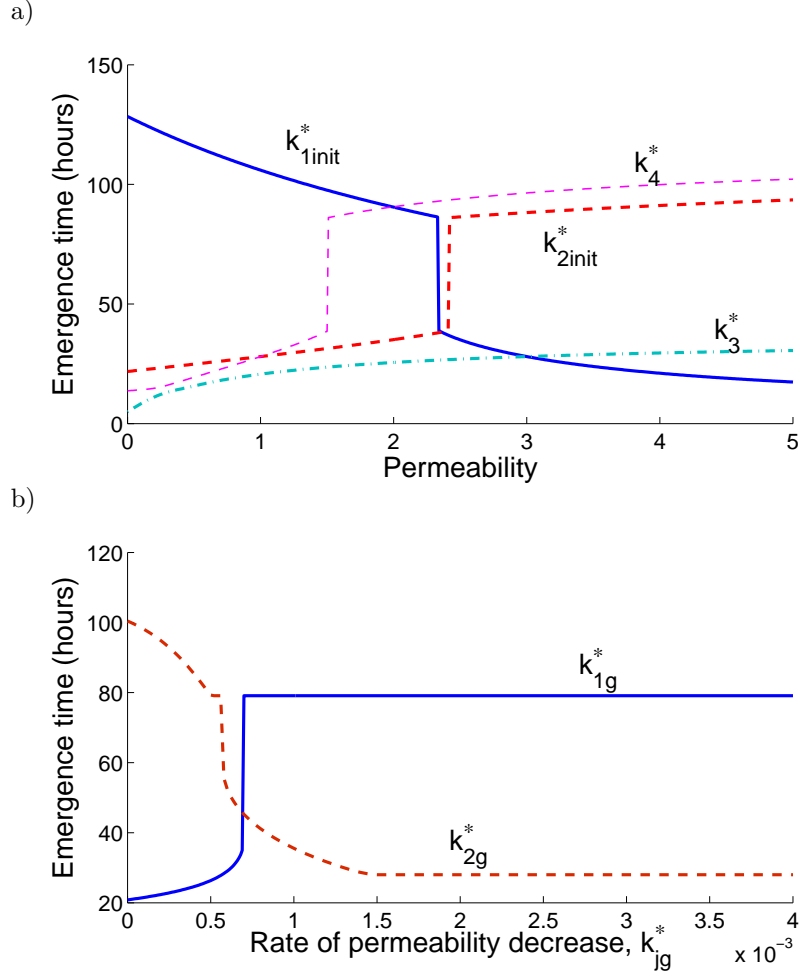 a)
150
100
50
0
Emergence time (hours)
k*1init
k*4
k*2init
k*3
0 1 2 3 4 5
Permeability
b)
120
100
80
60
40
20
Emergence time (hours)
k*1g
k*2g
0 0.5 1 1.5 2 2.5 3 3.5 4
Rate of permeability decrease, k*jg
x 10−3